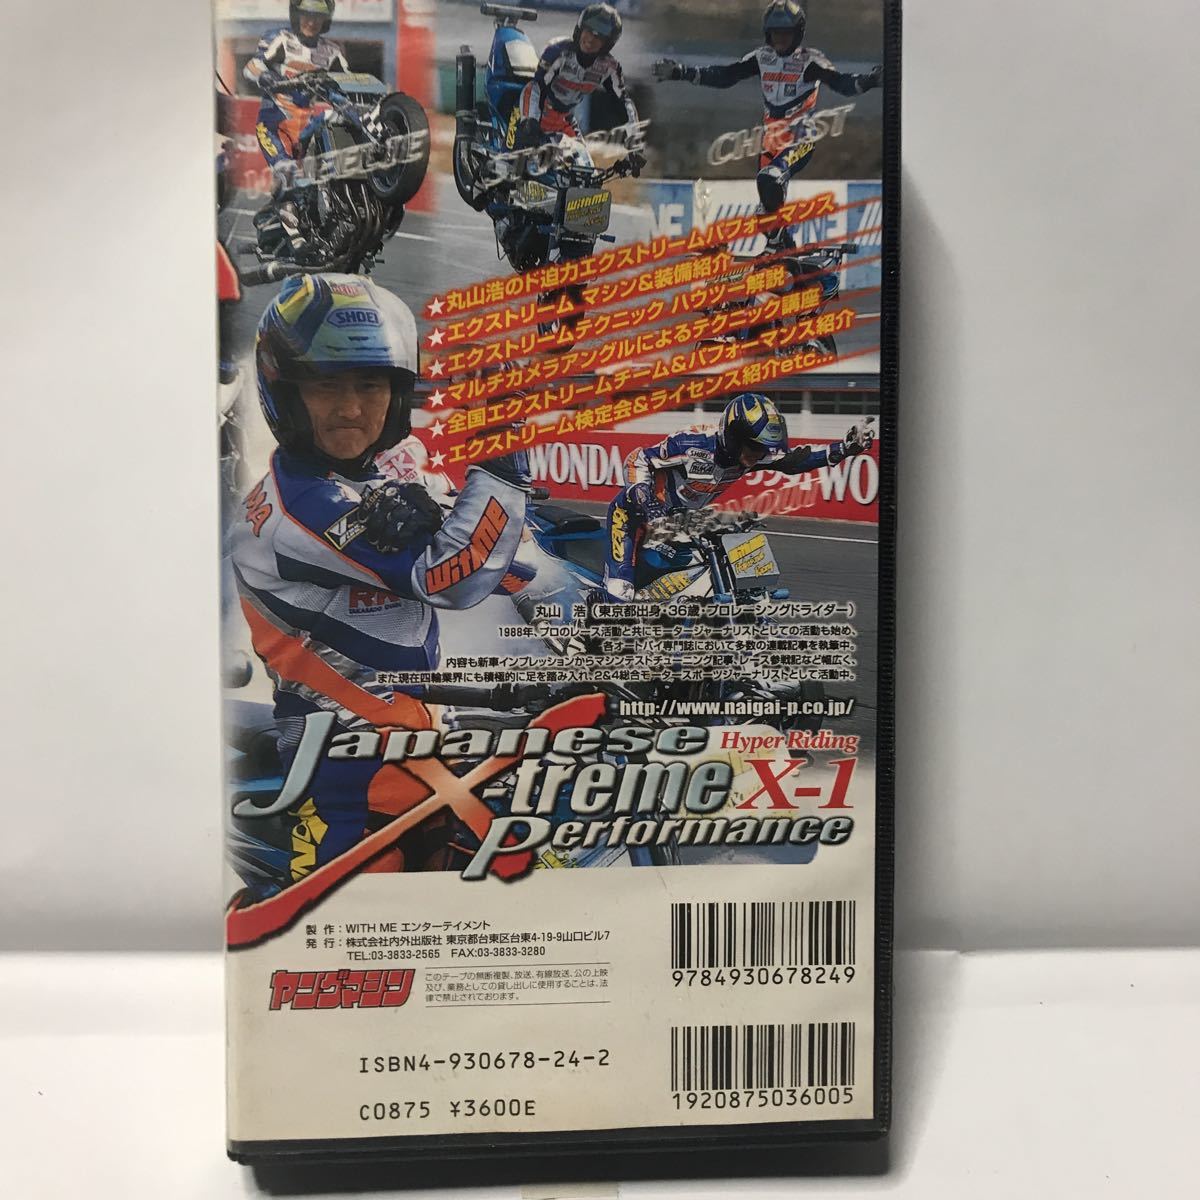 WHEELIE
STOPPIE
CHRIST
With ME
★丸山浩のド迫力エクストリームパフォーマンス
★エクストリーム マシン&装備紹介
★エクストリームテクニック ハウツー解説
★マルチカメラアングルによるテクニック講座
★全国エクストリームチーム&パフォーマンス紹介
★エクストリーム検定会&ライセンス紹介etc...
SHOEI
WONDA
WO
With ME
RK
TAKASAGO CHAIN
丸山 浩(東京都出身・36歳・プロレーシングドライダー)
1988年、プロのレース活動と共にモータージャーナリストとしての活動も始め、
各オートバイ専門誌において多数の連載記事を執筆中。
内容も新車インプレッションからマシンテストチューニング記事、レース参戦記など幅広く、
また現在四輪業界にも積極的に足を踏み入れ、2&4総合モータースポーツジャーナリストとして活動中。
http://www.naigai-p.co.jp/
Japanese Hyper Riding
X-treme X-1
Performance
製作:WITH ME エンターテイメント
発行:株式会社内外出版社 東京都台東区台東4-19-9山口ビル7
TEL:03-3833-2565 FAX:03-3833-3280
ヤングマシン
このテープの無断複製、放送、有線放送、公の上映
及び、業務としての貸し出しに使用することは、法
律で禁止されております。
9784930678249
ISBN4-930678-24-2
C0875 ¥3600E
1920875036005